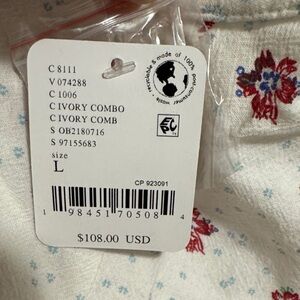 C 8111
V 074288
C 1006
C IVORY COMBO
C IVORY COMB
S OB2180716
S 97155683
size
L
recyclable & made of 100% post-consumer waste
CP 923091
1 98451 70508 4
$108.00 USD